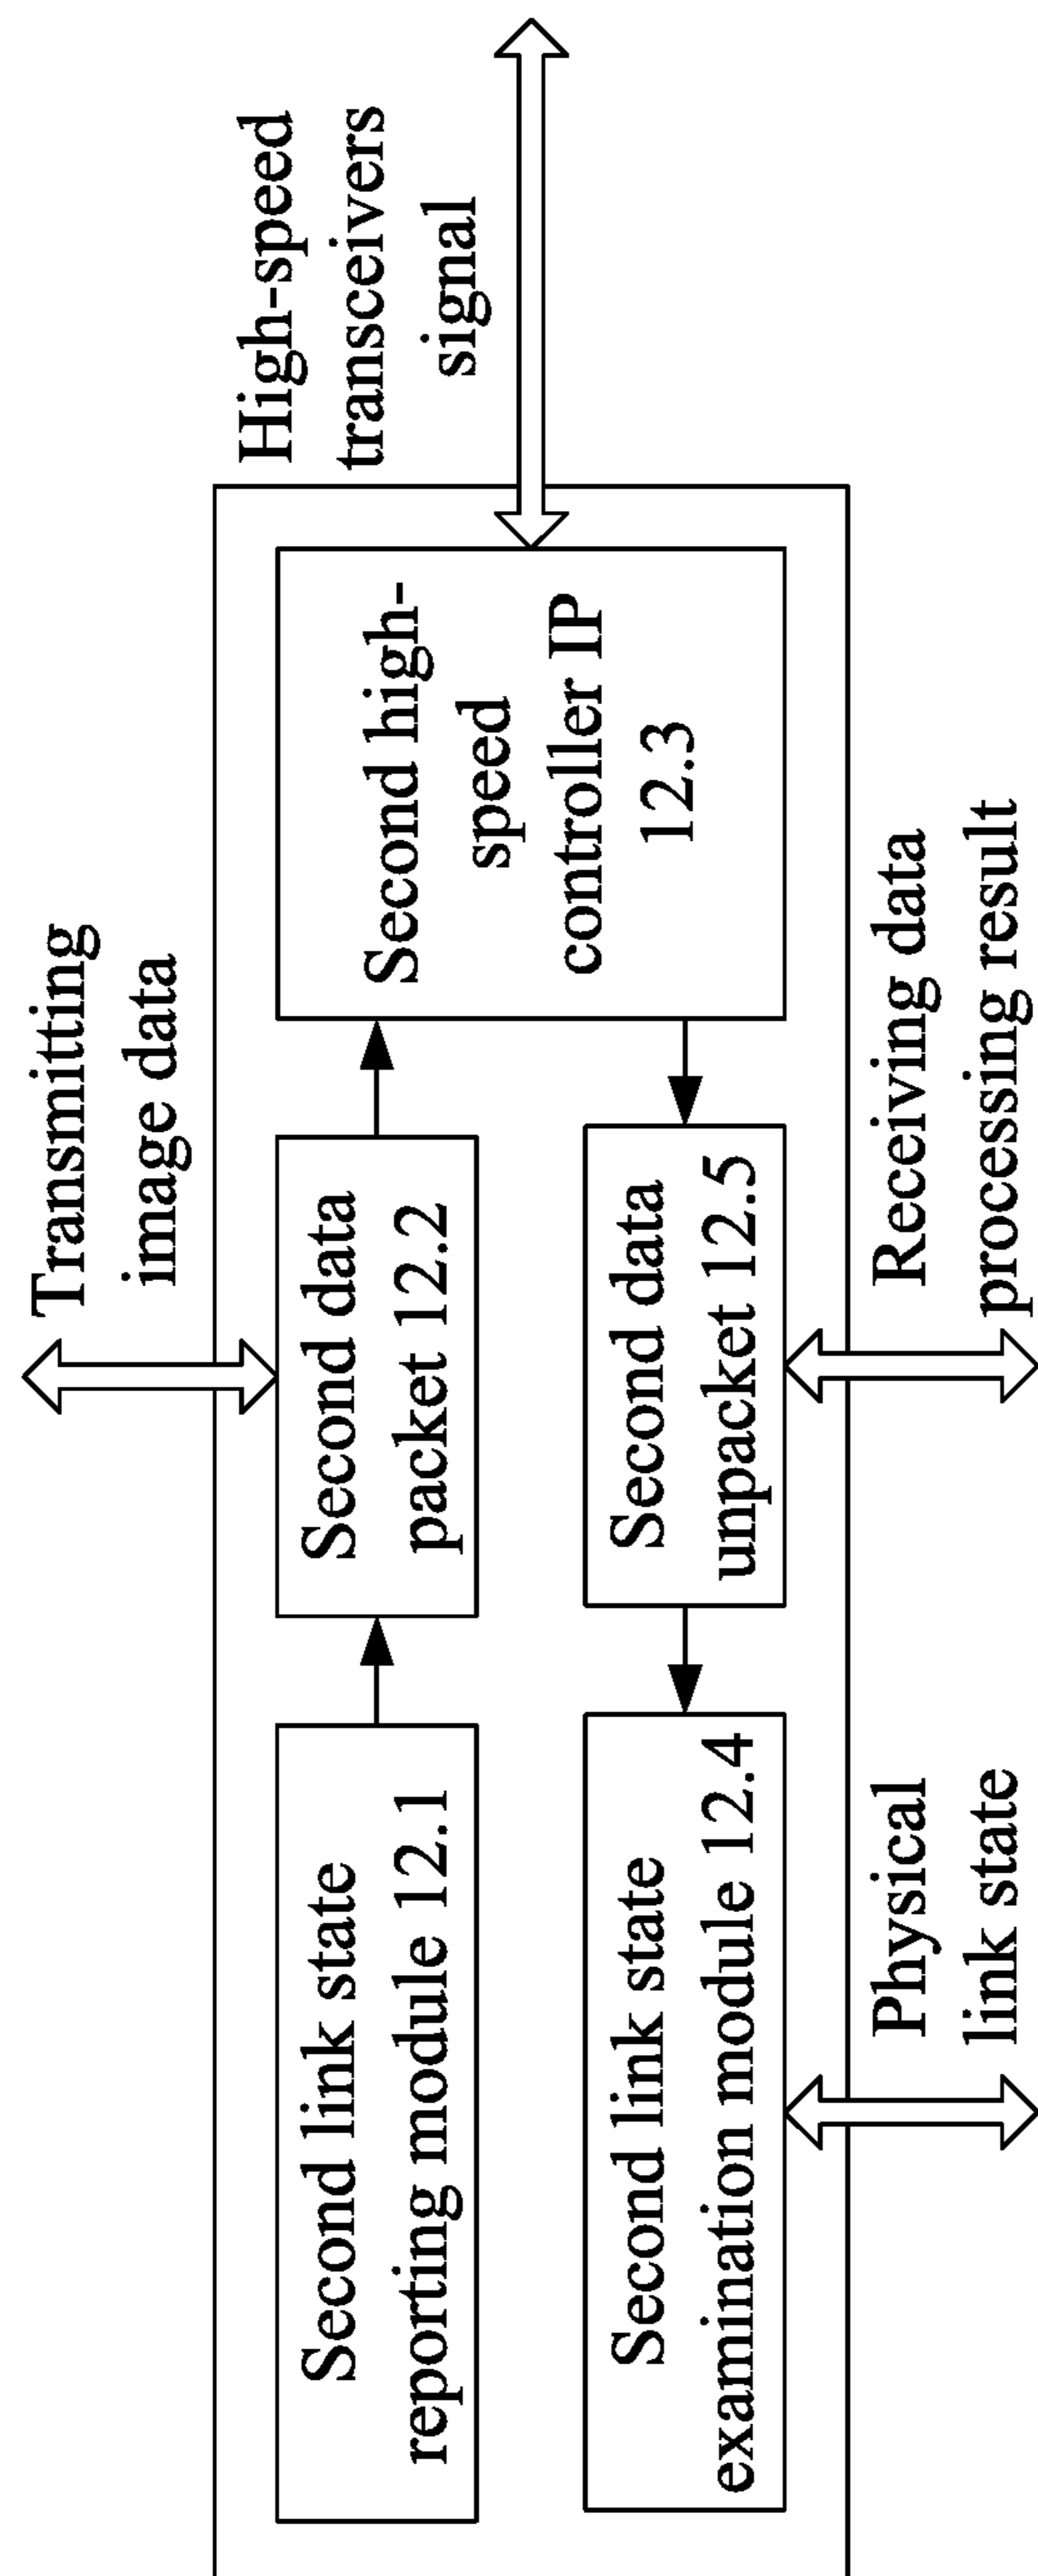 Transmitting
image data
High-speed
transceivers
signal
Second link state
reporting module 12.1
Second data
packet 12.2
Second high-
speed
controller IP
12.3
Second link state
examination module 12.4
Second data
unpacket 12.5
Physical
link state
Receiving data
processing result